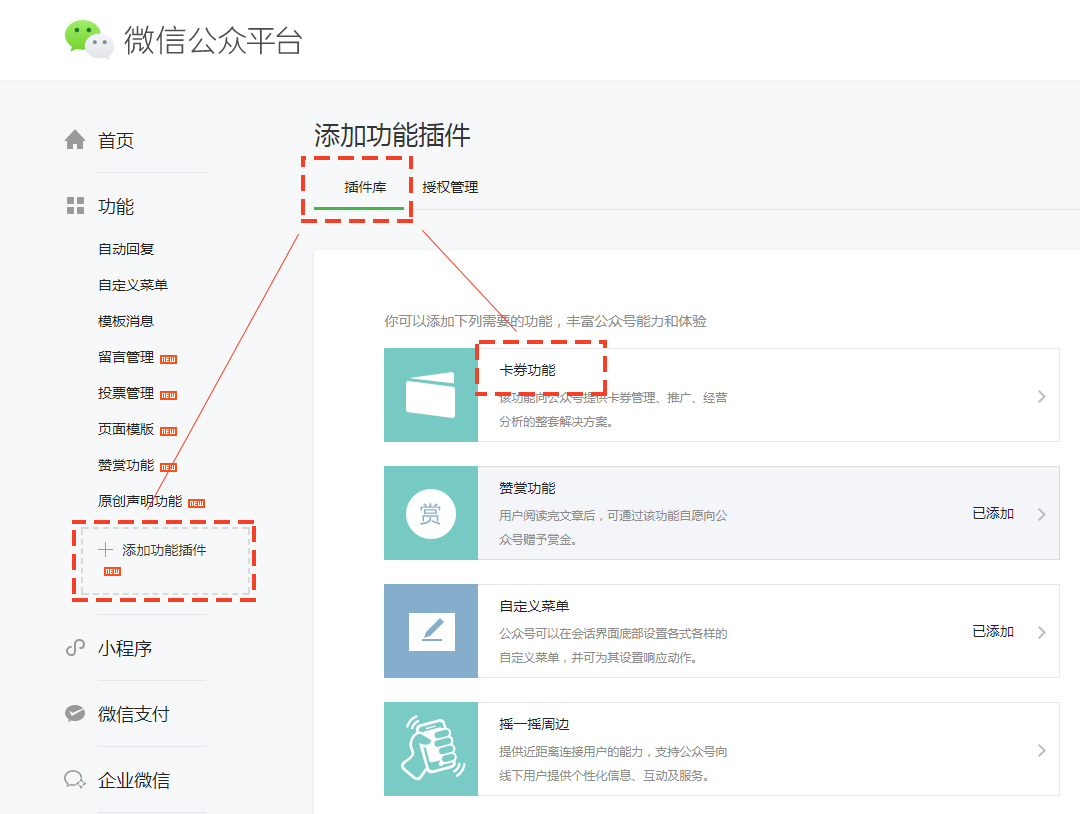 微信公众平台
首页
功能
自动回复
自定义菜单
模板消息
留言管理 NEW
投票管理 NEW
页面模版 NEW
赞赏功能 NEW
原创声明功能 NEW
添加功能插件
NEW
小程序
微信支付
企业微信
添加功能插件
插件库 授权管理
你可以添加下列需要的功能，丰富公众号能力和体验
卡券功能
该功能向公众号提供卡券管理、推广、经营
分析的整套解决方案。
赏
赞赏功能
用户阅读完文章后，可通过该功能自愿向公
众号赠予赏金。
已添加
自定义菜单
公众号可以在会话界面底部设置各式各样的
自定义菜单，并可为其设置响应动作。
已添加
摇一摇周边
提供近距离连接用户的能力，支持公众号向
线下用户提供个性化信息、互动及服务。